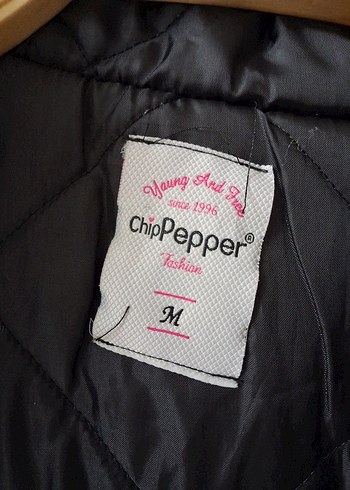 Young And Free
since 1996
ChipPepper®
Fashion
M